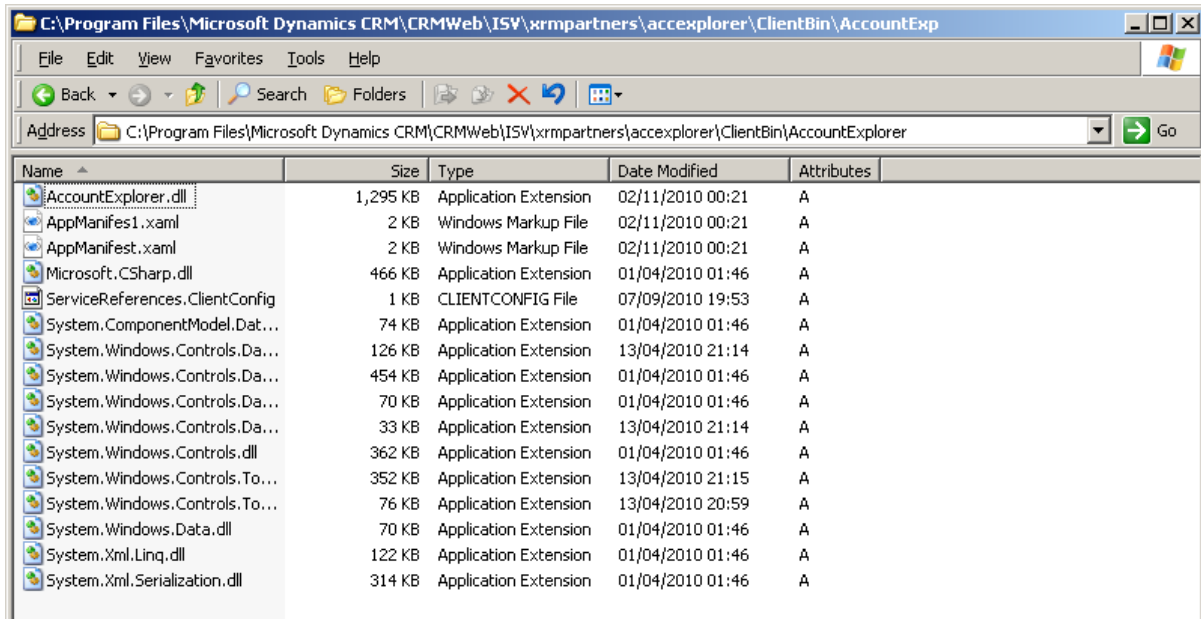 C:\Program Files\Microsoft Dynamics CRM\CRMWeb\ISV\xrmpartners\accexplorer\ClientBin\AccountExp
File Edit View Favorites Tools Help
Back Search Folders
Address C:\Program Files\Microsoft Dynamics CRM\CRMWeb\ISV\xrmpartners\accexplorer\ClientBin\AccountExplorer Go
Name Size Type Date Modified Attributes
AccountExplorer.dll 1,295 KB Application Extension 02/11/2010 00:21 A
AppManifes1.xaml 2 KB Windows Markup File 02/11/2010 00:21 A
AppManifest.xaml 2 KB Windows Markup File 02/11/2010 00:21 A
Microsoft.CSharp.dll 466 KB Application Extension 01/04/2010 01:46 A
ServiceReferences.ClientConfig 1 KB CLIENTCONFIG File 07/09/2010 19:53 A
System.ComponentModel.Dat... 74 KB Application Extension 01/04/2010 01:46 A
System.Windows.Controls.Da... 126 KB Application Extension 13/04/2010 21:14 A
System.Windows.Controls.Da... 454 KB Application Extension 01/04/2010 01:46 A
System.Windows.Controls.Da... 70 KB Application Extension 01/04/2010 01:46 A
System.Windows.Controls.Da... 33 KB Application Extension 13/04/2010 21:14 A
System.Windows.Controls.dll 362 KB Application Extension 01/04/2010 01:46 A
System.Windows.Controls.To... 352 KB Application Extension 13/04/2010 21:15 A
System.Windows.Controls.To... 76 KB Application Extension 13/04/2010 20:59 A
System.Windows.Data.dll 70 KB Application Extension 01/04/2010 01:46 A
System.Xml.Linq.dll 122 KB Application Extension 01/04/2010 01:46 A
System.Xml.Serialization.dll 314 KB Application Extension 01/04/2010 01:46 A